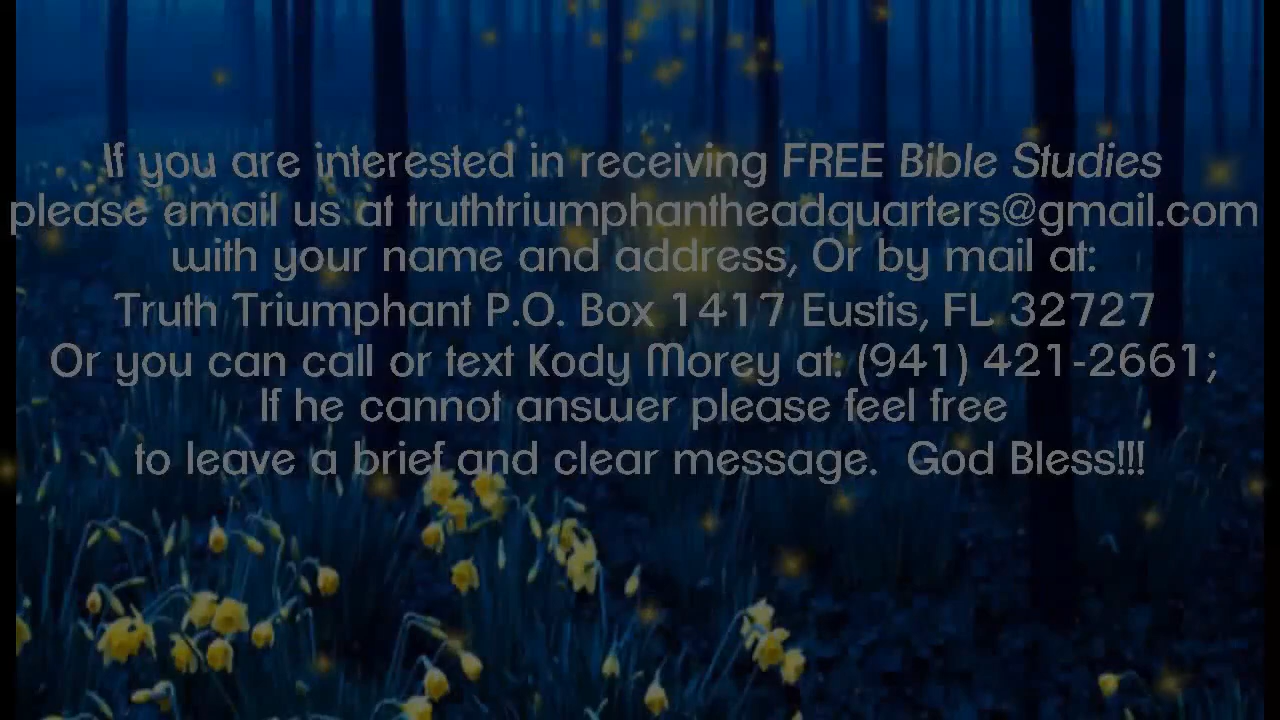 If you are interested in receiving FREE Bible Studies
please email us at truthtriumphantheadquarters@gmail.com
with your name and address, Or by mail at:
Truth Triumphant P.O. Box 1417 Eustis, FL 32727
Or you can call or text Kody Morey at: (941) 421-2661;
If he cannot answer please feel free
to leave a brief and clear message.  God Bless!!!